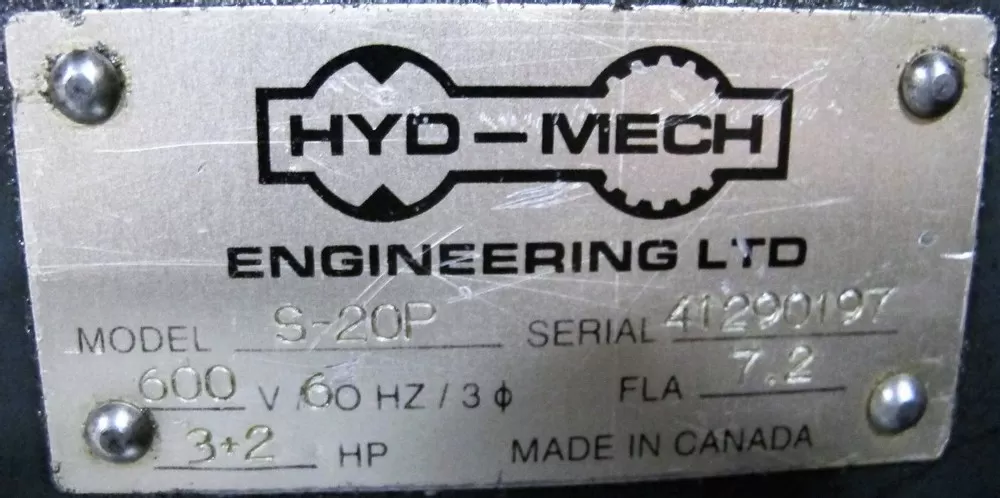 HYD-MECH
ENGINEERING LTD
MODEL S-20P SERIAL 41290197
600 V /60 HZ / 3 ϕ FLA 7.2
3+2 HP MADE IN CANADA